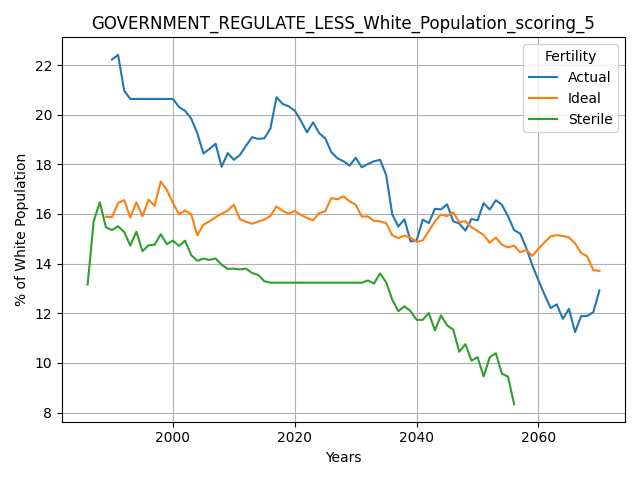 GOVERNMENT_REGULATE_LESS_White_Population_scoring_5
Fertility
Actual
Ideal
Sterile
% of White Population
22
20
18
16
14
12
10
8
2000 2020 2040 2060
Years